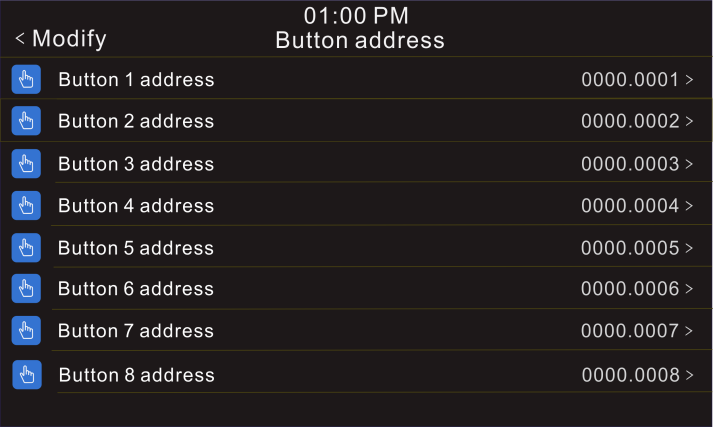 01:00 PM
< Modify
Button address
Button 1 address 0000.0001 >
Button 2 address 0000.0002 >
Button 3 address 0000.0003 >
Button 4 address 0000.0004 >
Button 5 address 0000.0005 >
Button 6 address 0000.0006 >
Button 7 address 0000.0007 >
Button 8 address 0000.0008 >